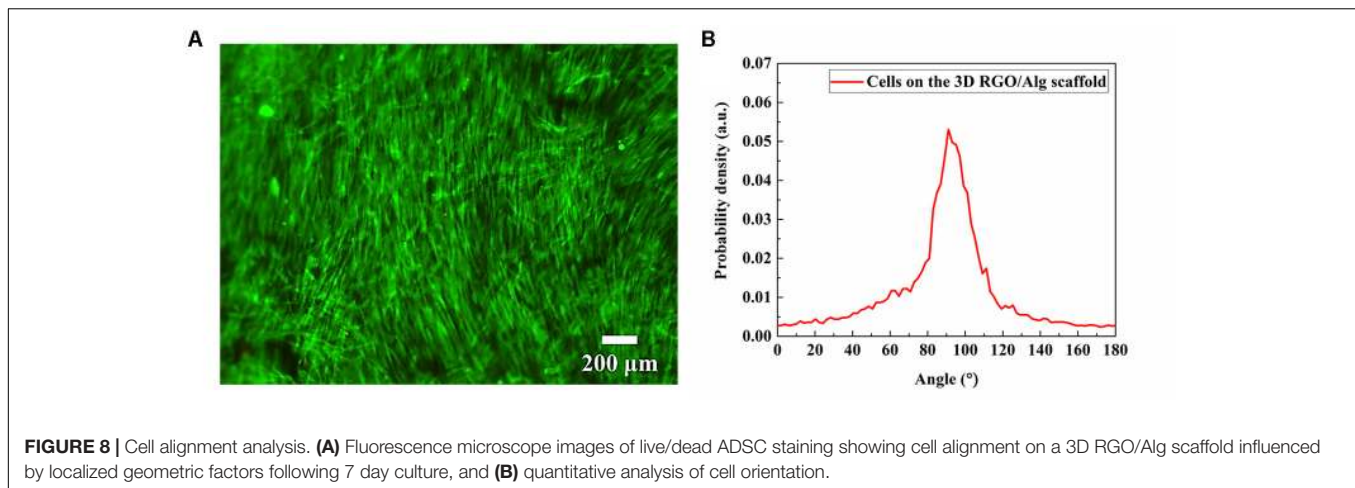 A
200 µm
B
Cells on the 3D RGO/Alg scaffold
Probability density (a.u.)
0.07
0.06
0.05
0.04
0.03
0.02
0.01
0.00
0 20 40 60 80 100 120 140 160 180
Angle (°)
FIGURE 8 | Cell alignment analysis. (A) Fluorescence microscope images of live/dead ADSC staining showing cell alignment on a 3D RGO/Alg scaffold influenced
by localized geometric factors following 7 day culture, and (B) quantitative analysis of cell orientation.